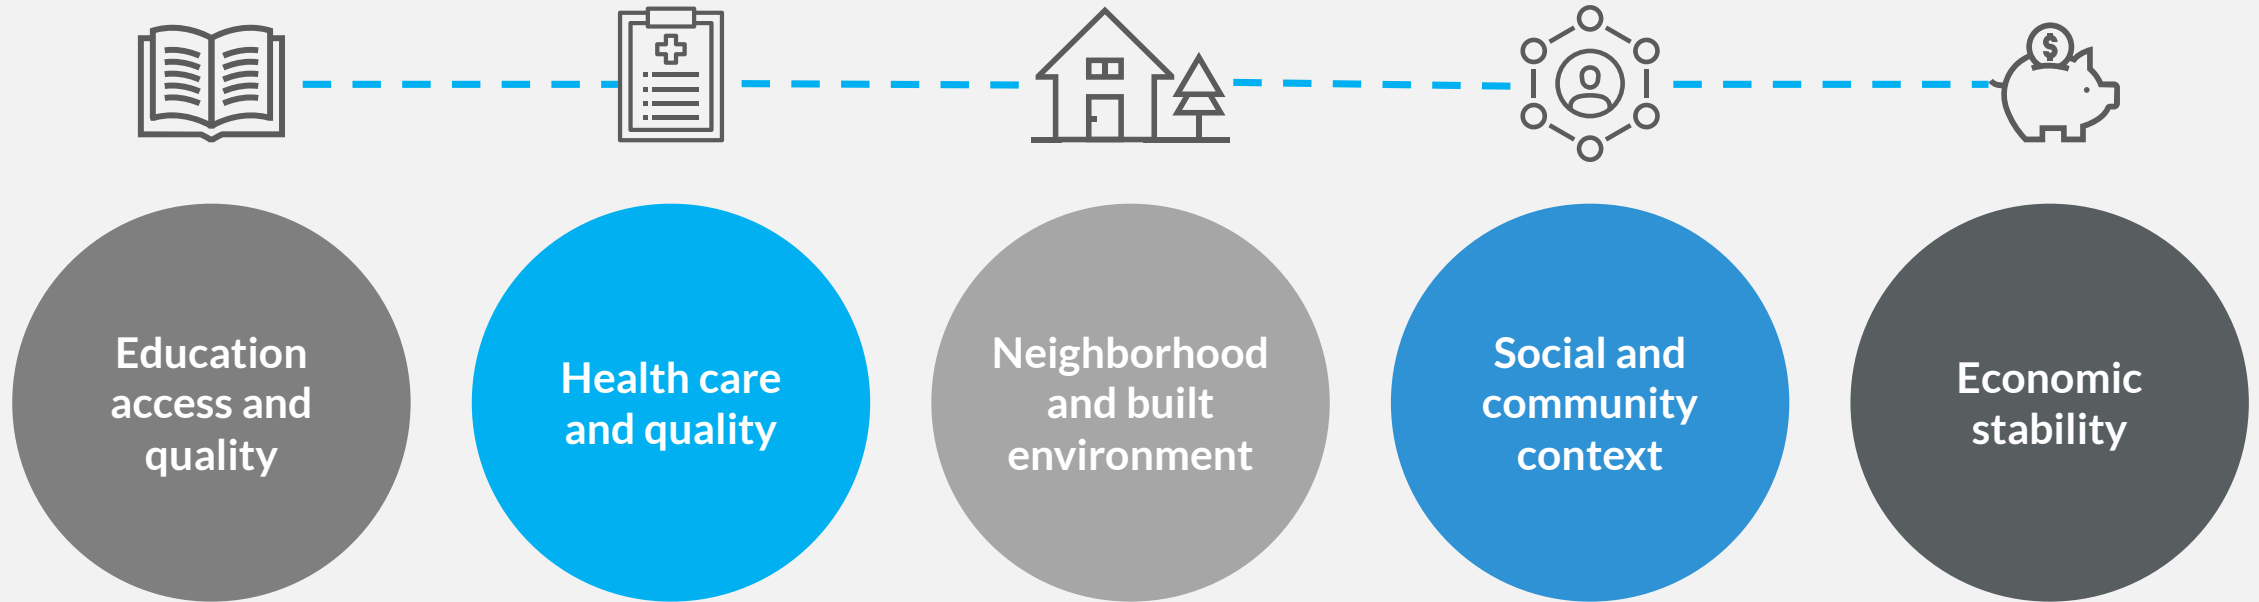 $
Education
access and
quality
Health care
and quality
Neighborhood
and built
environment
Social and
community
context
Economic
stability